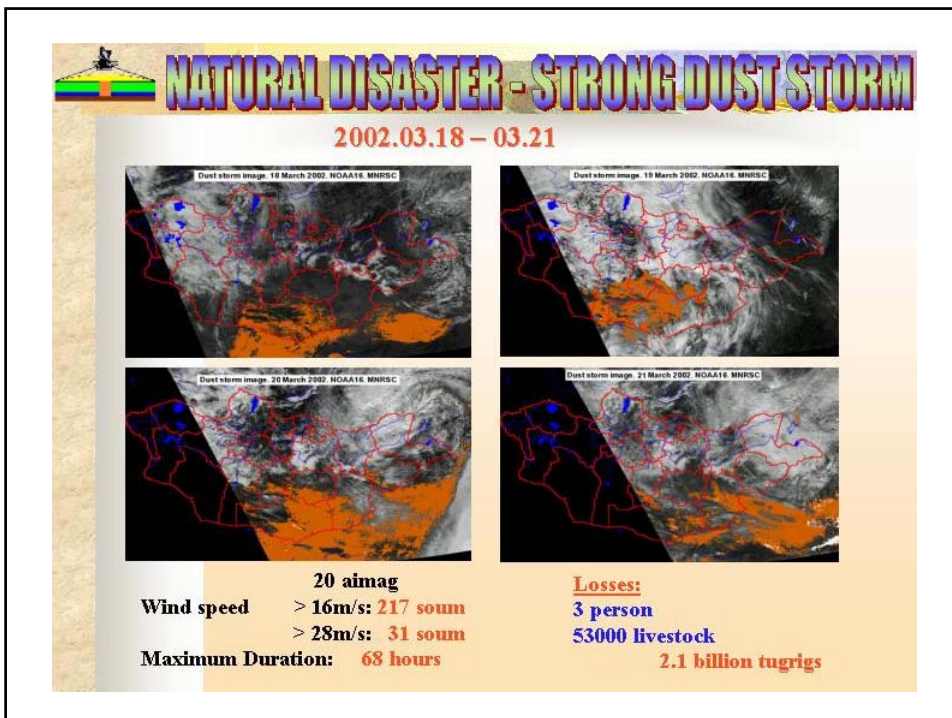 NATURAL DISASTER - STRONG DUST STORM
2002.03.18 – 03.21
Dust storm image. 18 March 2002. NOAA16. MNRSC
Dust storm image. 19 March 2002. NOAA16. MNRSC
Dust storm image. 20 March 2002. NOAA16. MNRSC
Dust storm image. 21 March 2002. NOAA16. MNRSC
20 aimag
Wind speed > 16m/s: 217 soum
> 28m/s: 31 soum
Maximum Duration: 68 hours
Losses:
3 person
53000 livestock
2.1 billion tugrigs